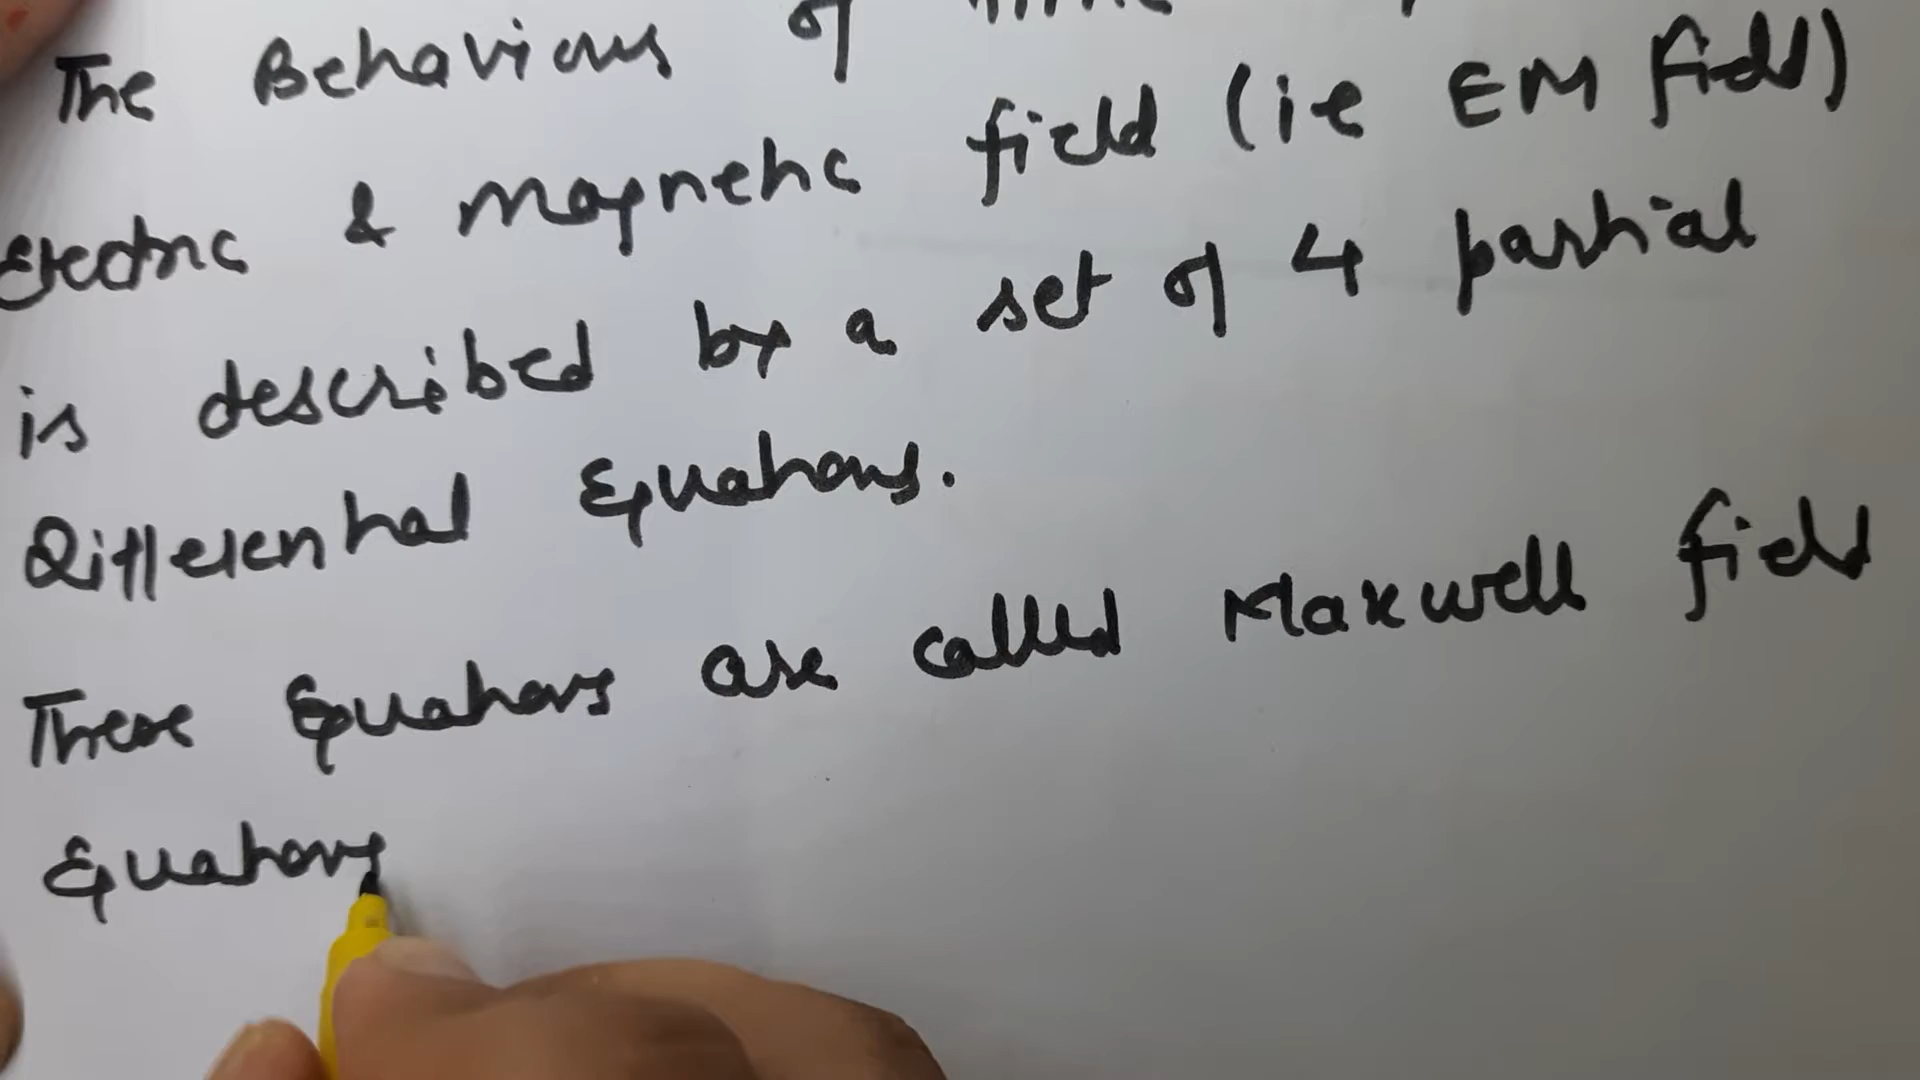 The Behaviour of
Electric & Magnetic field (ie EM field)
is described by a set of 4 partial
Differential Equations.
These Equations are called Maxwell field
Equations